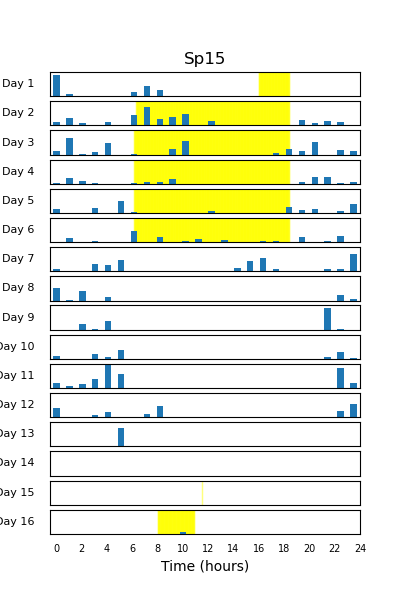 Sp15
Day 1
Day 2
Day 3
Day 4
Day 5
Day 6
Day 7
Day 8
Day 9
Day 10
Day 11
Day 12
Day 13
Day 14
Day 15
Day 16
0 2 4 6 8 10 12 14 16 18 20 22 24
Time (hours)